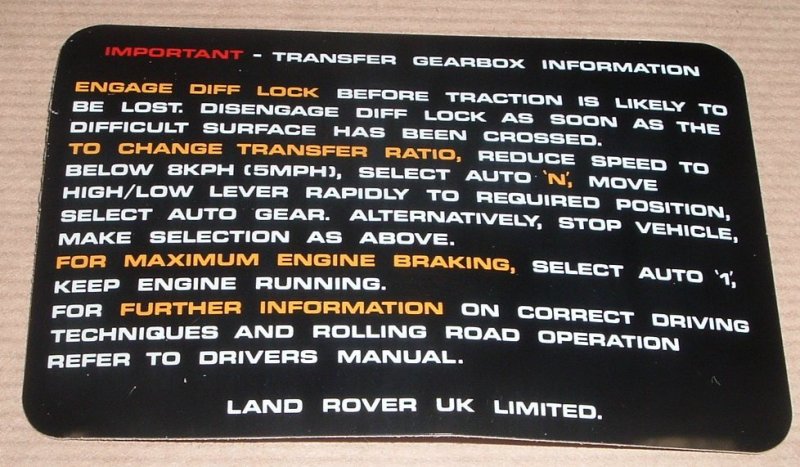 IMPORTANT - TRANSFER GEARBOX INFORMATION
ENGAGE DIFF LOCK BEFORE TRACTION IS LIKELY TO
BE LOST. DISENGAGE DIFF LOCK AS SOON AS THE
DIFFICULT SURFACE HAS BEEN CROSSED.
TO CHANGE TRANSFER RATIO, REDUCE SPEED TO
BELOW 8KPH (5MPH), SELECT AUTO 'N', MOVE
HIGH/LOW LEVER RAPIDLY TO REQUIRED POSITION,
SELECT AUTO GEAR. ALTERNATIVELY, STOP VEHICLE,
MAKE SELECTION AS ABOVE.
FOR MAXIMUM ENGINE BRAKING, SELECT AUTO '1',
KEEP ENGINE RUNNING.
FOR FURTHER INFORMATION ON CORRECT DRIVING
TECHNIQUES AND ROLLING ROAD OPERATION
REFER TO DRIVERS MANUAL.
LAND ROVER UK LIMITED.